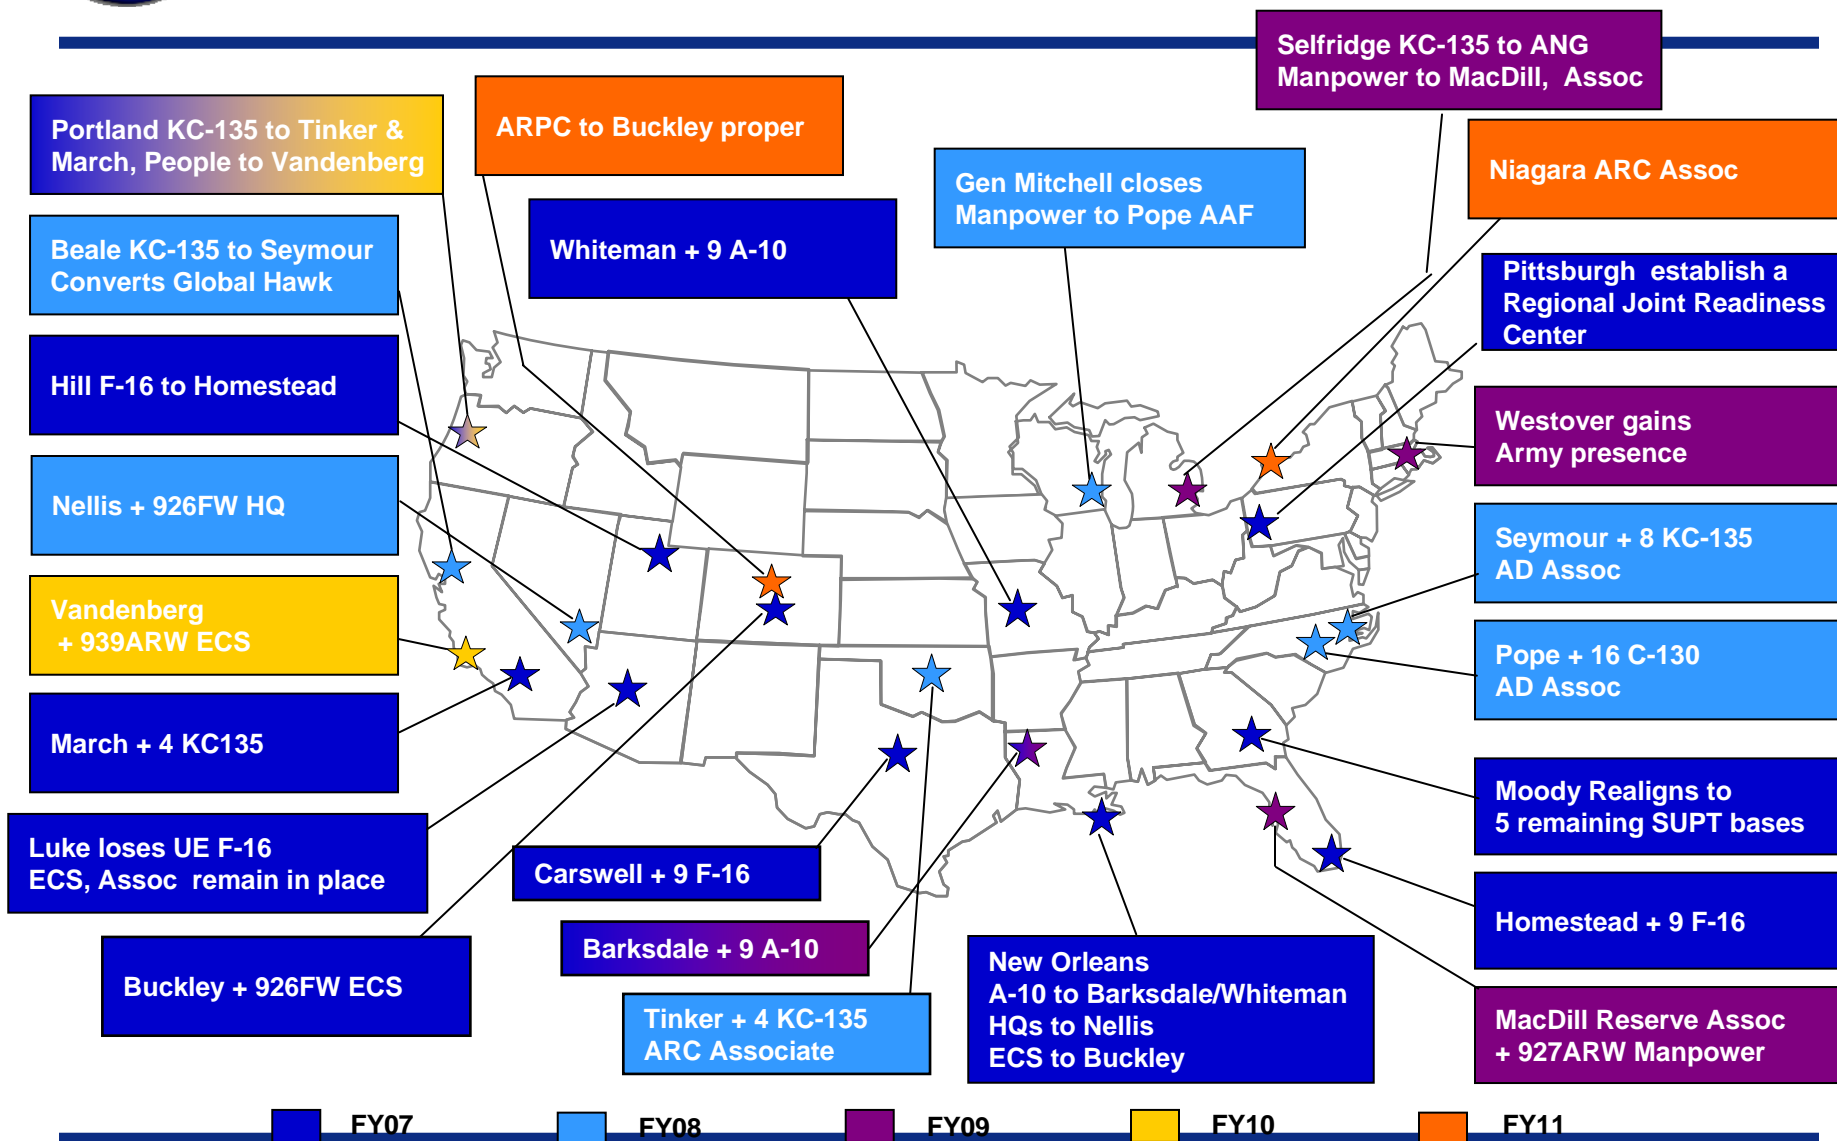 Selfridge KC-135 to ANG
Manpower to MacDill, Assoc
Portland KC-135 to Tinker &
March, People to Vandenberg
ARPC to Buckley proper
Niagara ARC Assoc
Gen Mitchell closes
Manpower to Pope AAF
Beale KC-135 to Seymour
Converts Global Hawk
Whiteman + 9 A-10
Pittsburgh establish a
Regional Joint Readiness
Center
Hill F-16 to Homestead
Westover gains
Army presence
Nellis + 926FW HQ
Seymour + 8 KC-135
AD Assoc
Vandenberg
+ 939ARW ECS
Pope + 16 C-130
AD Assoc
March + 4 KC135
Moody Realigns to
5 remaining SUPT bases
Luke loses UE F-16
ECS, Assoc remain in place
Carswell + 9 F-16
Homestead + 9 F-16
Barksdale + 9 A-10
Buckley + 926FW ECS
New Orleans
A-10 to Barksdale/Whiteman
HQs to Nellis
ECS to Buckley
Tinker + 4 KC-135
ARC Associate
MacDill Reserve Assoc
+ 927ARW Manpower
FY07
FY08
FY09
FY10
FY11